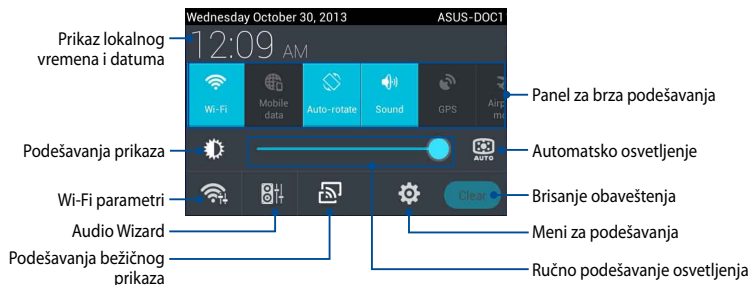 Wednesday October 30, 2013 ASUS-DOC1
12:09 AM
Prikaz lokalnog
vremena i datuma
Wi-Fi
Mobile
data
Auto-rotate
Sound
GPS
Airp
mo
Panel za brza podešavanja
Podešavanja prikaza
AUTO
Automatsko osvetljenje
Wi-Fi parametri
Clear
Brisanje obaveštenja
Audio Wizard
Meni za podešavanja
Podešavanja bežičnog
prikaza
Ručno podešavanje osvetljenja